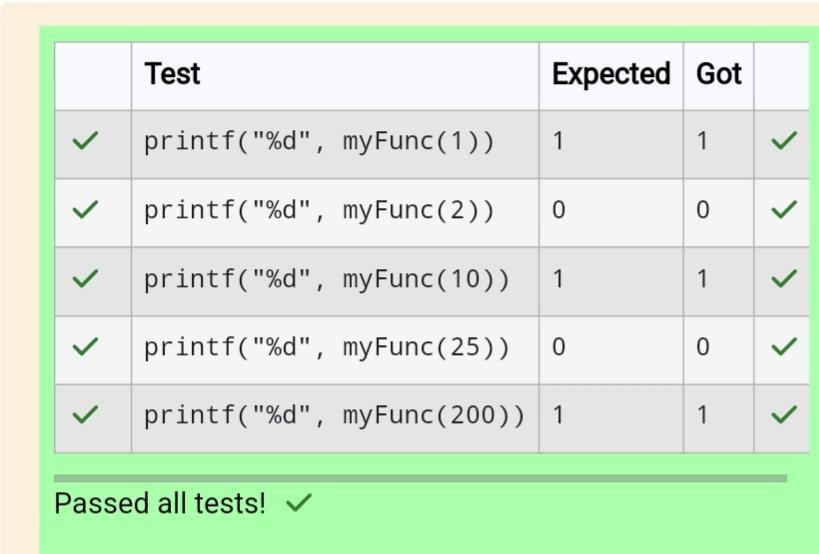 Test Expected Got
printf("%d", myFunc(1)) 1 1
printf("%d", myFunc(2)) 0 0
printf("%d", myFunc(10)) 1 1
printf("%d", myFunc(25)) 0 0
printf("%d", myFunc(200)) 1 1
Passed all tests!